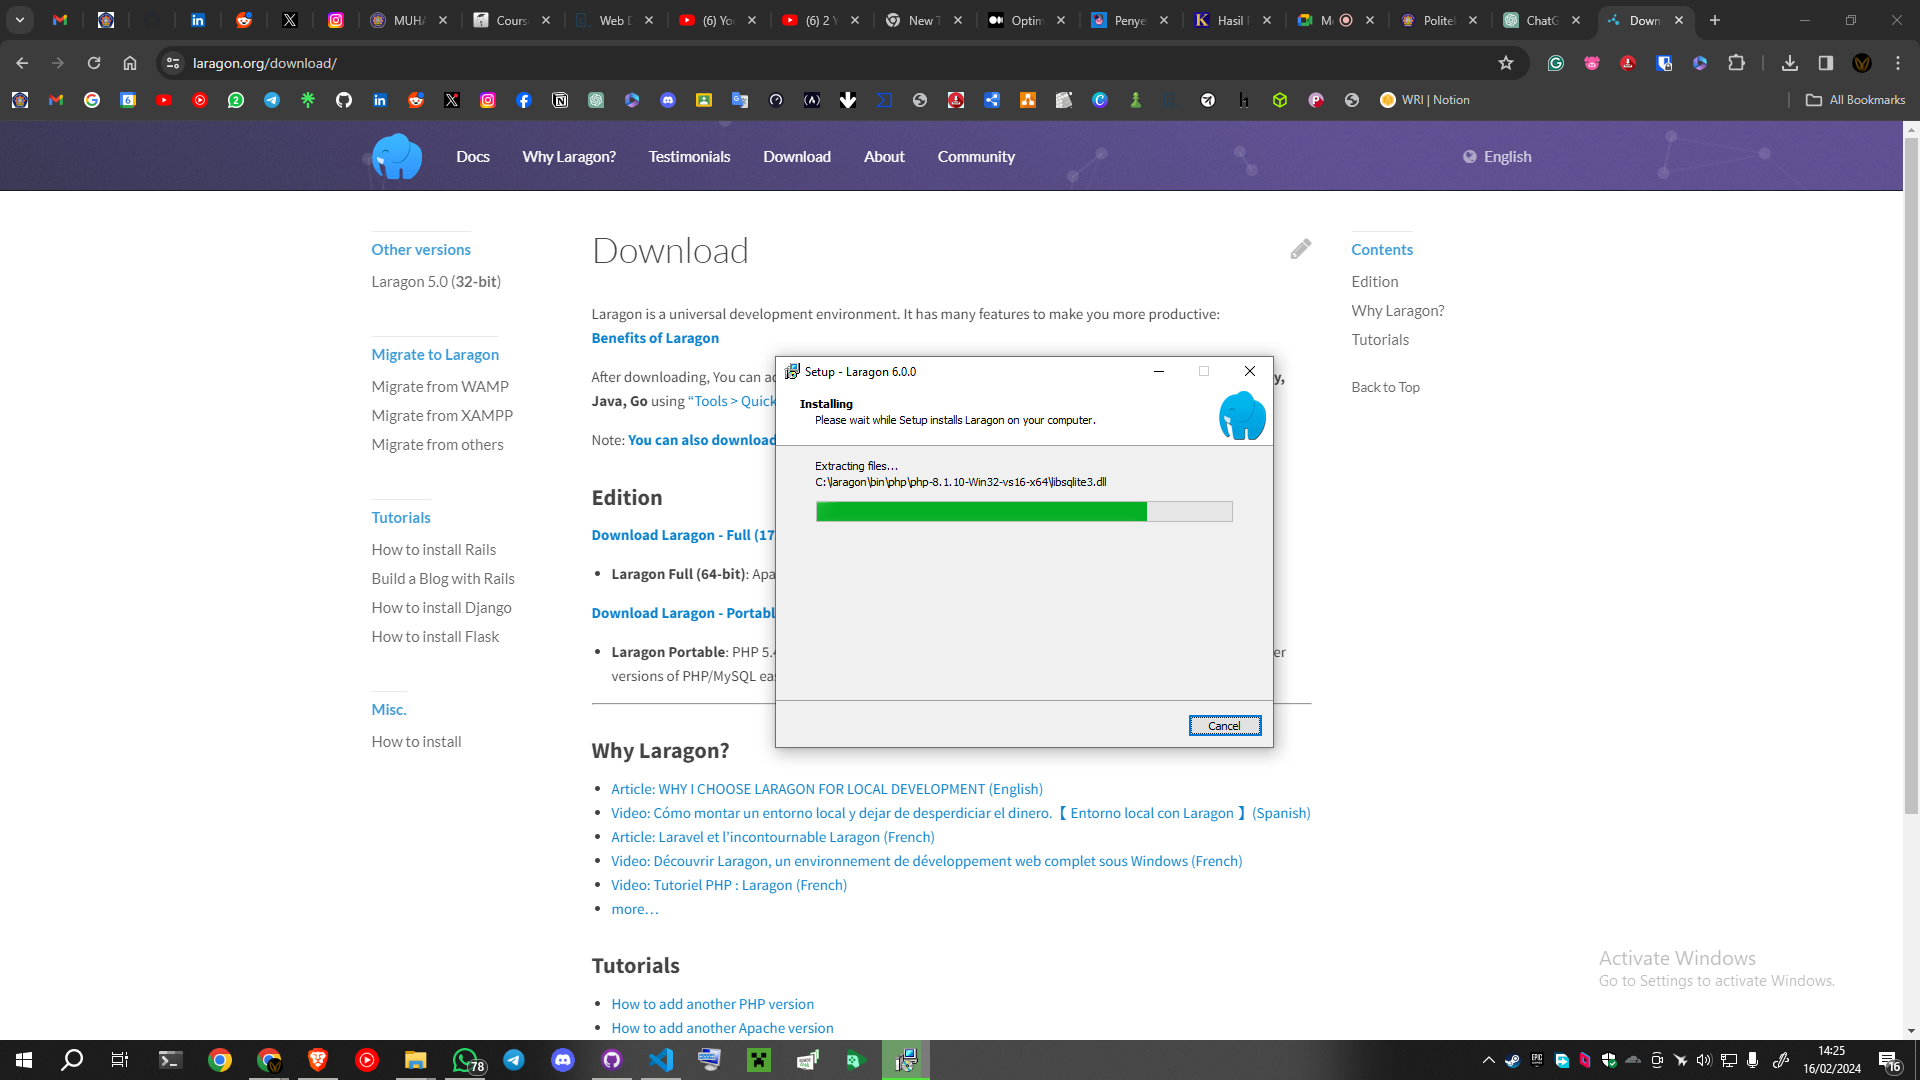 MUHA
Cours
Web D
(6) Yo
(6) 2 Y
New T
Optim
Penye
Hasil
M
Politek
ChatG
Down
laragon.org/download/
WRI | Notion
All Bookmarks
Docs
Why Laragon?
Testimonials
Download
About
Community
English
Other versions
Laragon 5.0 (32-bit)
Migrate to Laragon
Migrate from WAMP
Migrate from XAMPP
Migrate from others
Tutorials
How to install Rails
Build a Blog with Rails
How to install Django
How to install Flask
Misc.
How to install
Download
Laragon is a universal development environment. It has many features to make you more productive:
Benefits of Laragon
After downloading, You can ad
y,
Java, Go using “Tools > Quick
Note: You can also download
Edition
Download Laragon - Full (17
Laragon Full (64-bit): Apa
Download Laragon - Portabl
Laragon Portable: PHP 5.4
er
versions of PHP/MySQL eas
Why Laragon?
Article: WHY I CHOOSE LARAGON FOR LOCAL DEVELOPMENT (English)
Video: Cómo montar un entorno local y dejar de desperdiciar el dinero.【 Entorno local con Laragon 】(Spanish)
Article: Laravel et l’incontournable Laragon (French)
Video: Découvrir Laragon, un environnement de développement web complet sous Windows (French)
Video: Tutoriel PHP : Laragon (French)
more…
Tutorials
How to add another PHP version
How to add another Apache version
Contents
Edition
Why Laragon?
Tutorials
Back to Top
Setup - Laragon 6.0.0
Installing
Please wait while Setup installs Laragon on your computer.
Extracting files...
C:\laragon\bin\php\php-8.1.10-Win32-vs16-x64\libsqlite3.dll
Cancel
Activate Windows
Go to Settings to activate Windows.
78
14:25
16/02/2024
16